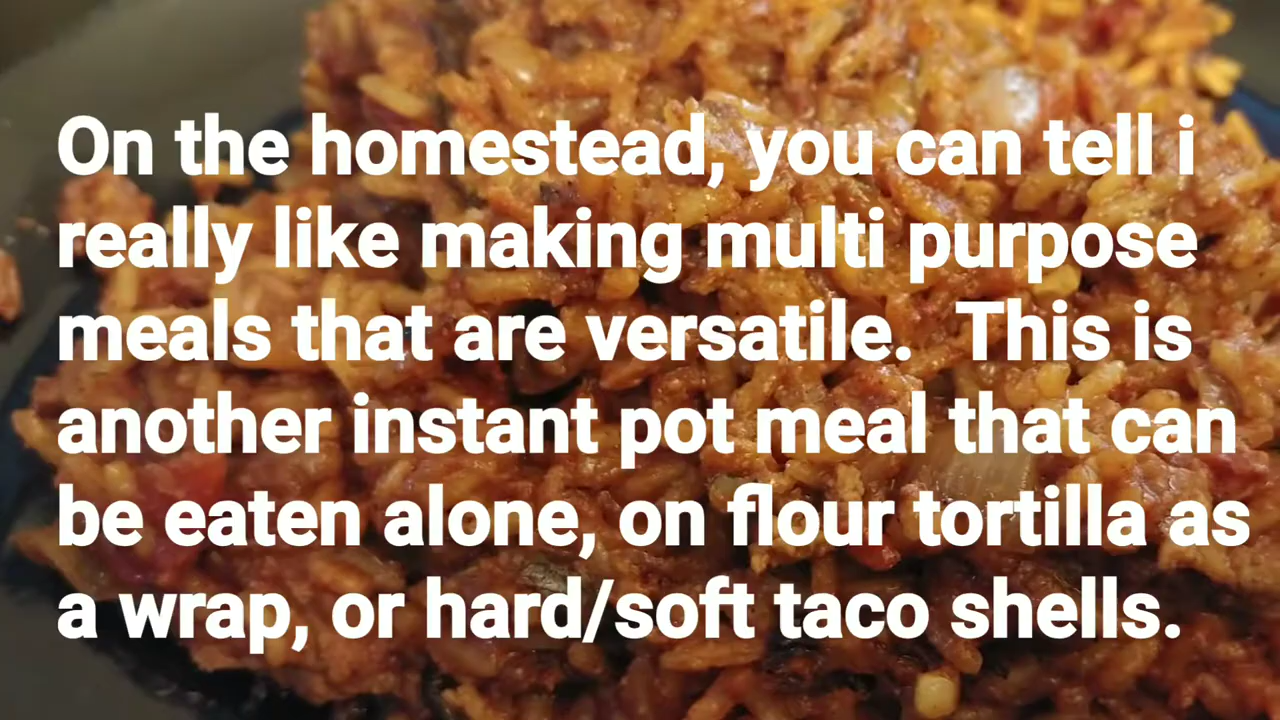 On the homestead, you can tell i
really like making multi purpose
meals that are versatile.  This is
another instant pot meal that can
be eaten alone, on flour tortilla as
a wrap, or hard/soft taco shells.